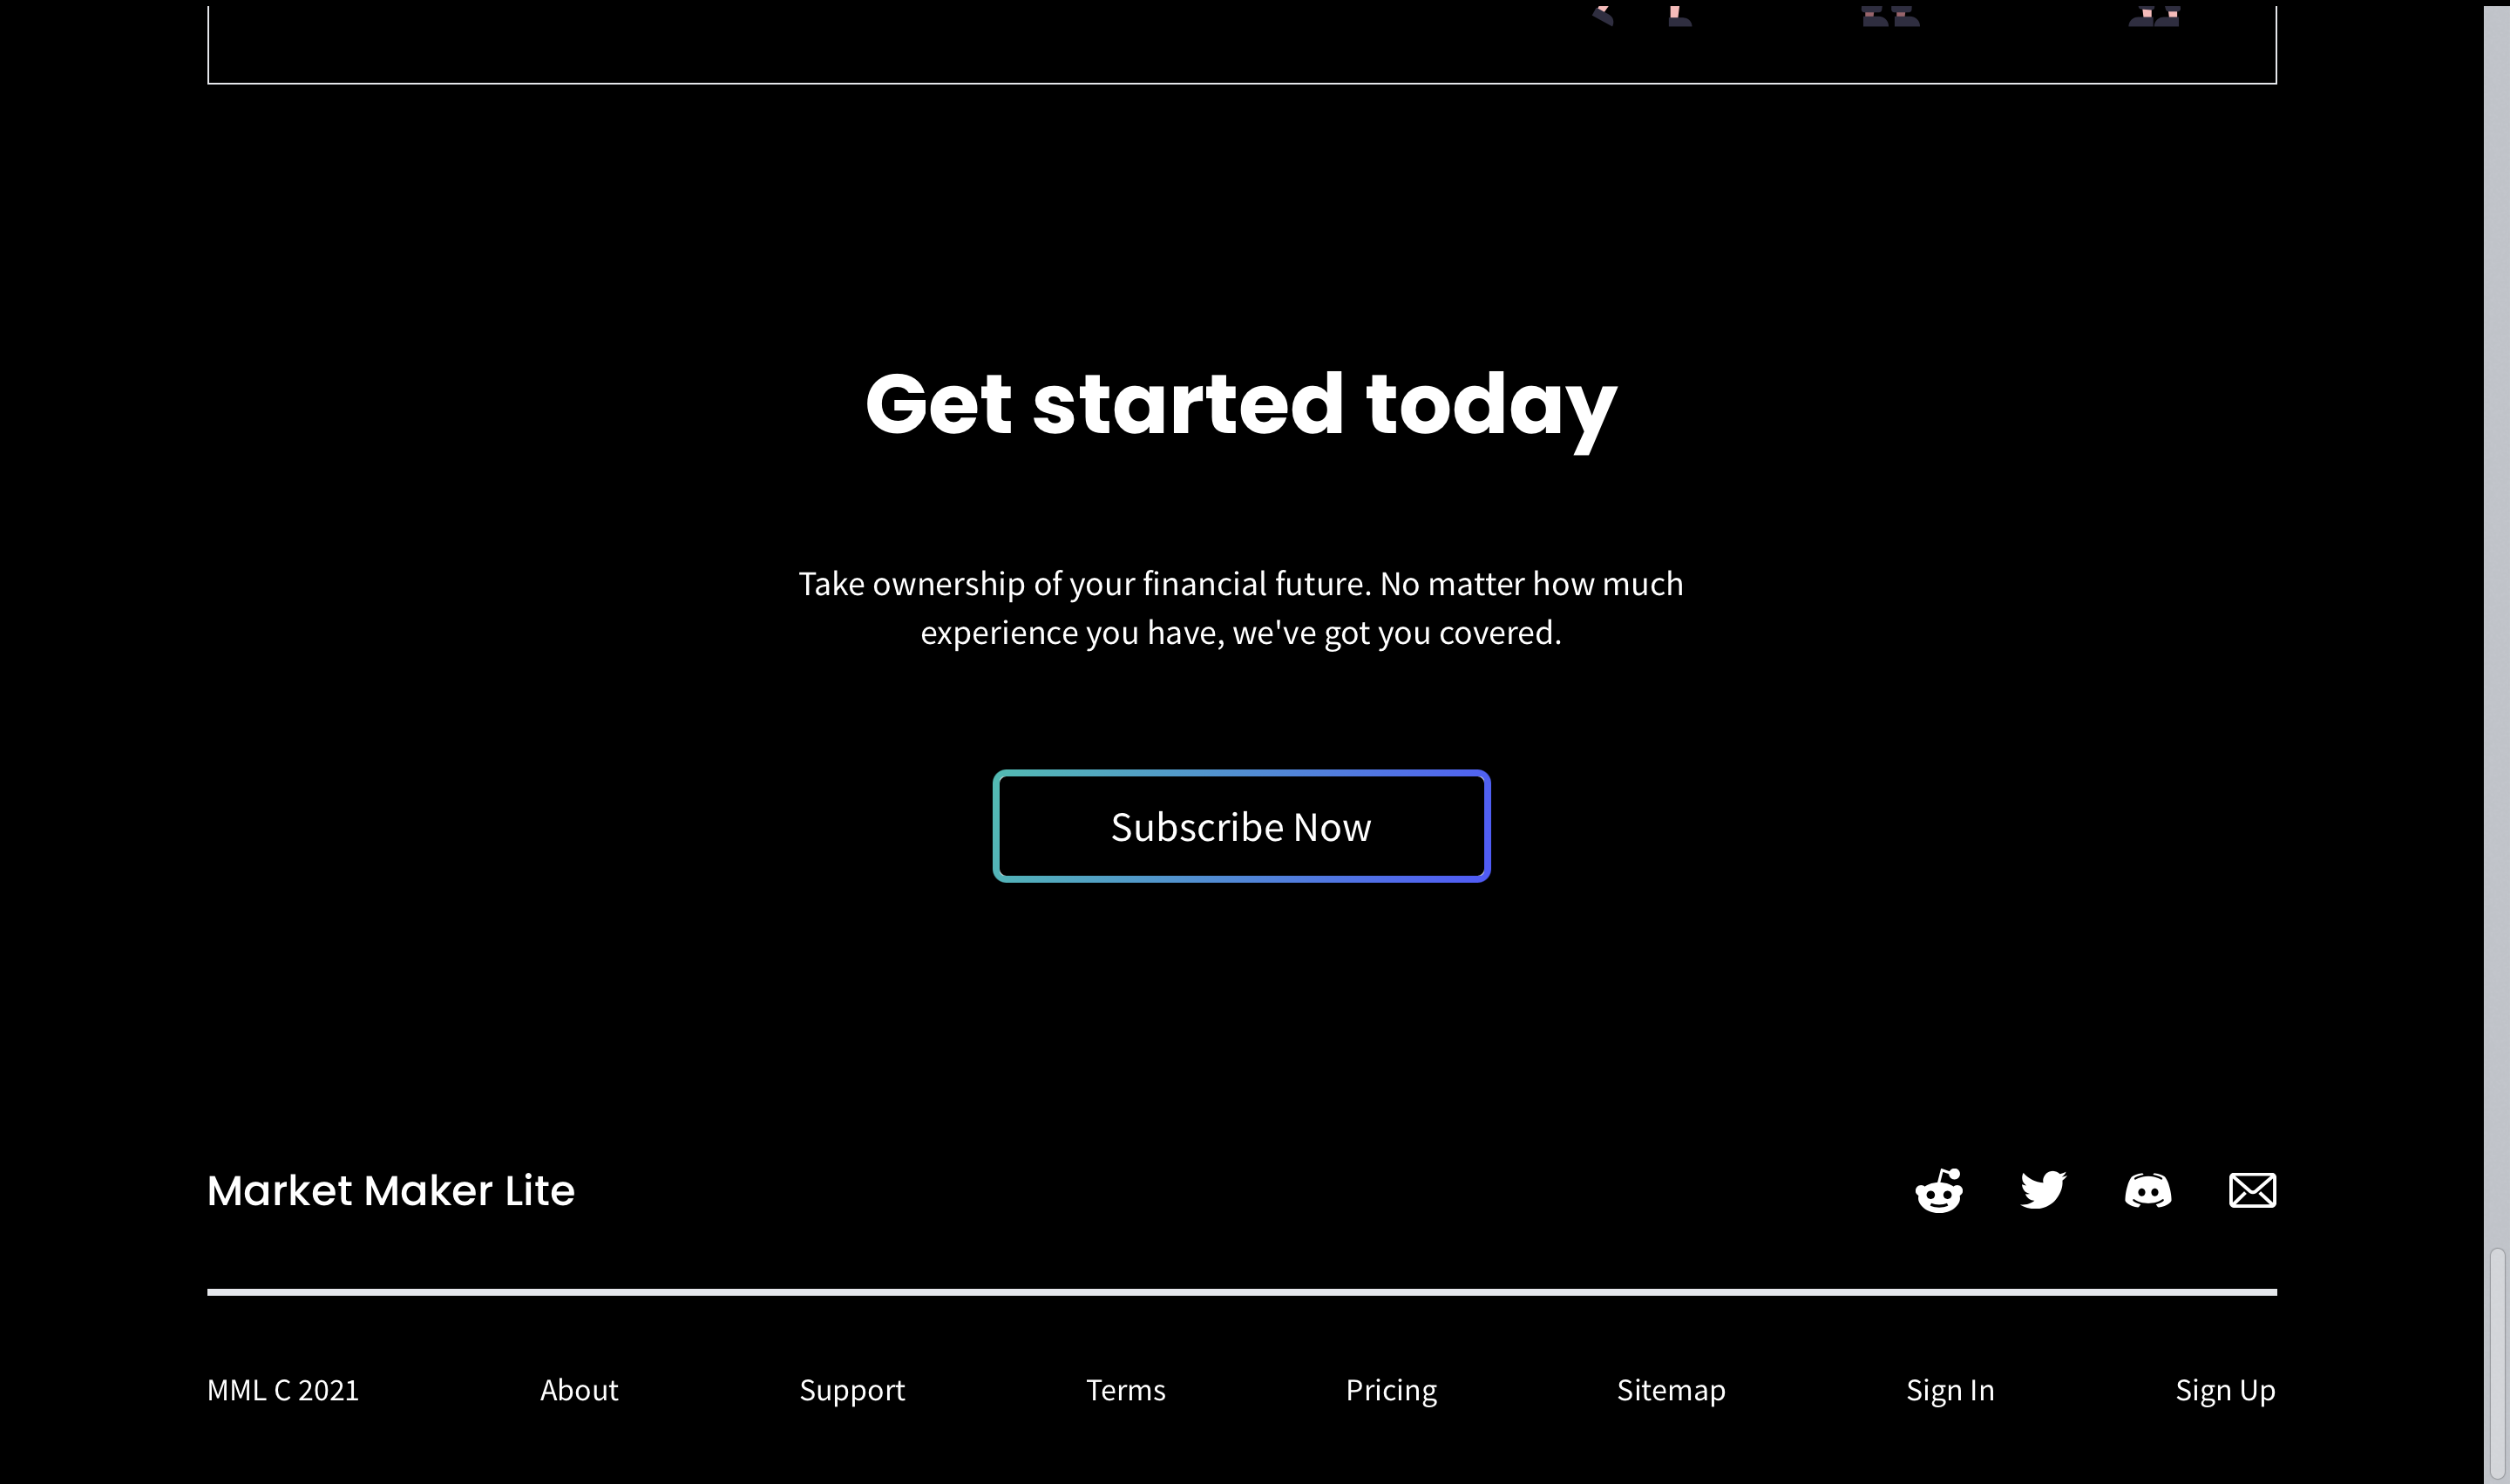 Get started today
Take ownership of your financial future. No matter how much
experience you have, we've got you covered.
Subscribe Now
Market Maker Lite
MML C 2021
About
Support
Terms
Pricing
Sitemap
Sign In
Sign Up